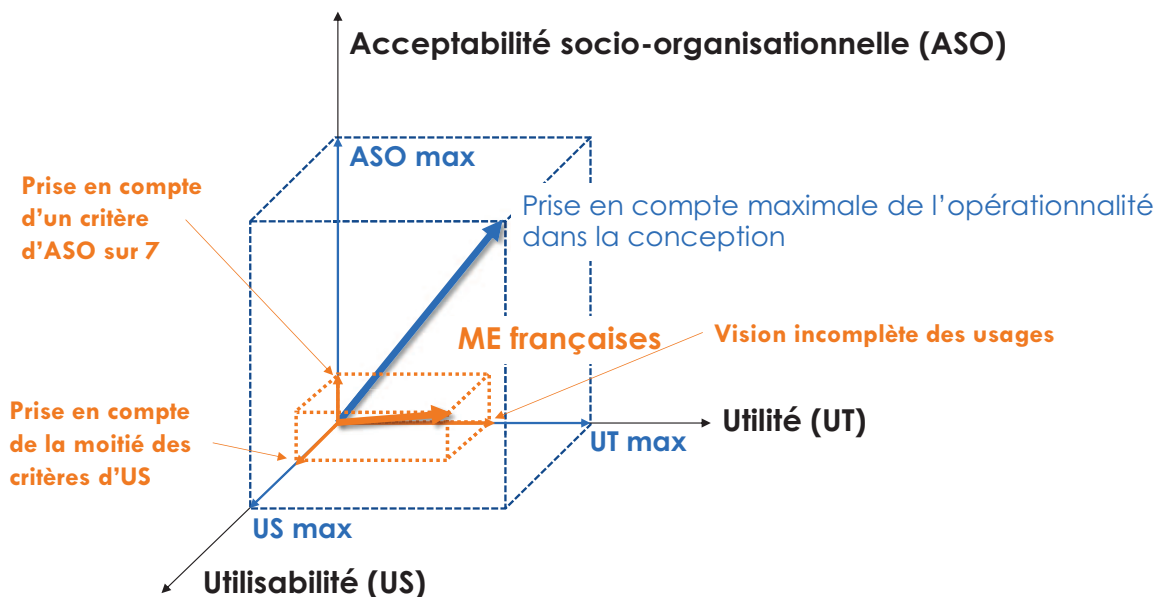 Acceptabilité socio-organisationnelle (ASO)
ASO max
Prise en compte
d'un critère
d'ASO sur 7
Prise en compte maximale de l'opérationnalité
dans la conception
ME françaises
Vision incomplète des usages
Prise en compte
de la moitié des
critères d'US
Utilité (UT)
UT max
US max
Utilisabilité (US)